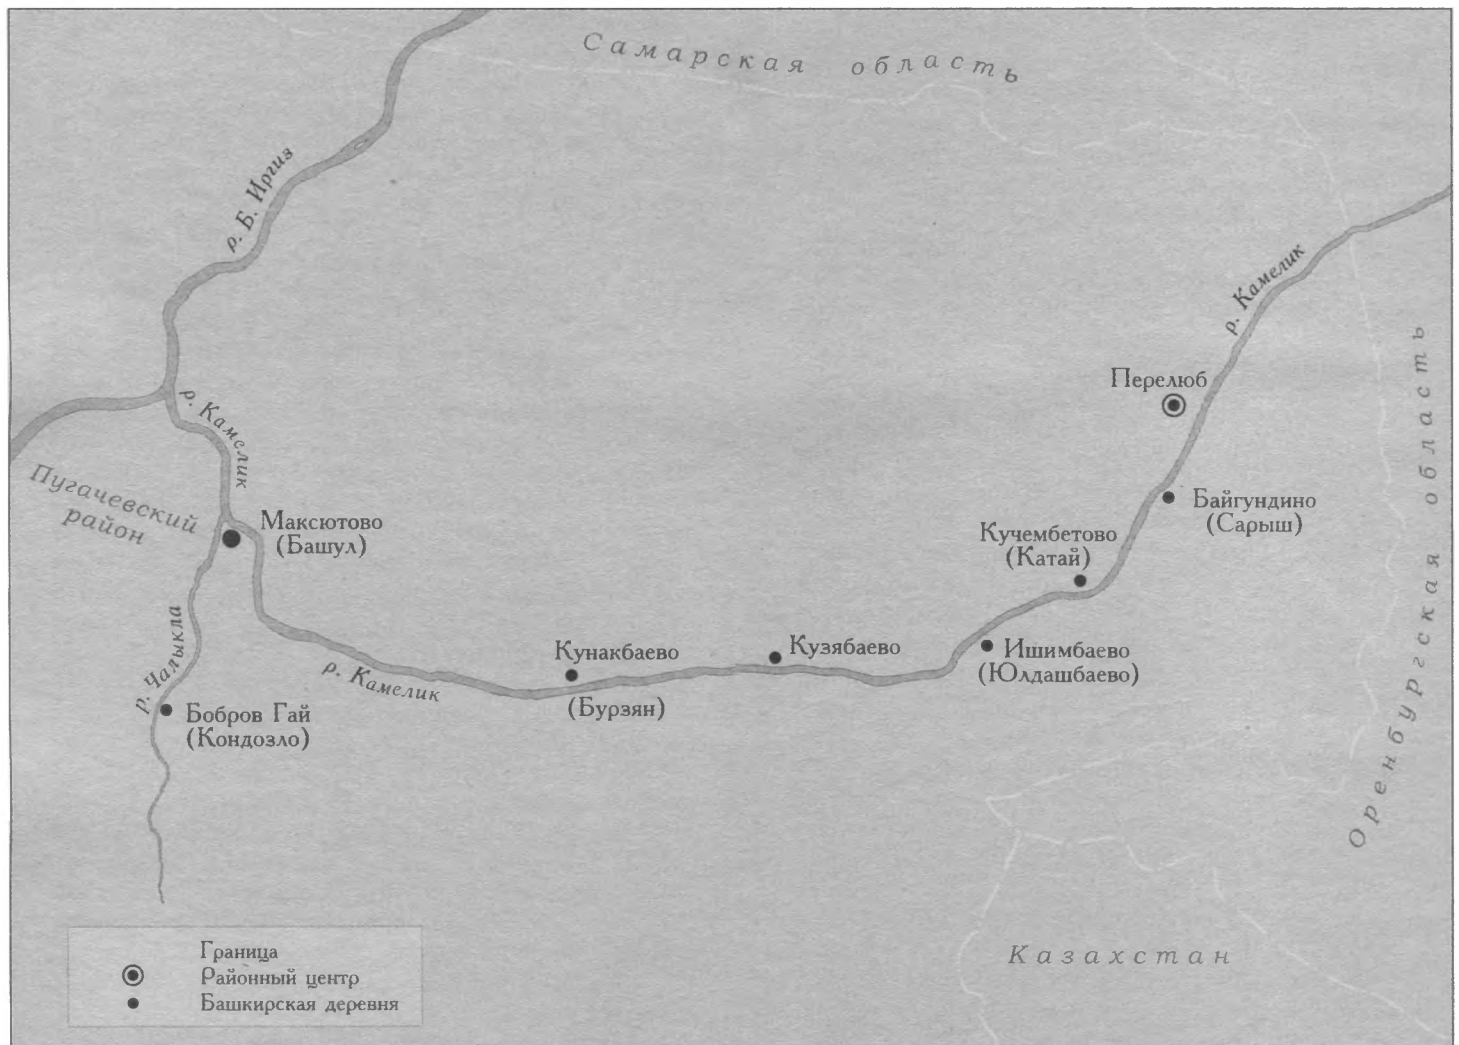 Самарская область
р. Б. Иргиз
р. Камелик
Перелюб
р. Камелик
Пугачевский
район
Максютово
(Башул)
Байгундино
(Сарыш)
Кучембетово
(Катай)
Оренбургская область
р. Чалыкла
Кунакбаево
(Бурзян)
Кузябаево
Ишимбаево
(Юлдашбаево)
р. Камелик
Бобров Гай
(Кондозло)
Казахстан
Граница
Районный центр
Башкирская деревня